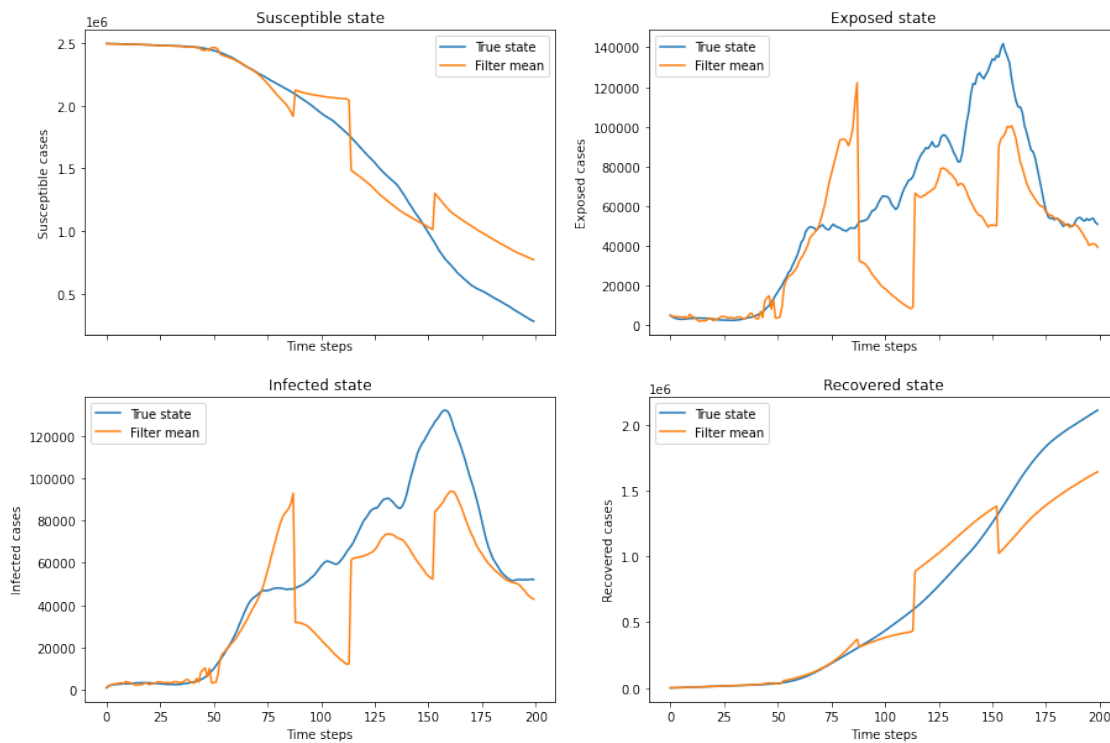 Susceptible state
1e6
2.5
2.0
1.5
1.0
0.5
Susceptible cases
Time steps
True state
Filter mean
Exposed state
140000
120000
100000
80000
60000
40000
20000
0
Exposed cases
Time steps
True state
Filter mean
Infected state
120000
100000
80000
60000
40000
20000
0
Infected cases
0 25 50 75 100 125 150 175 200
Time steps
True state
Filter mean
Recovered state
1e6
2.0
1.5
1.0
0.5
0.0
Recovered cases
0 25 50 75 100 125 150 175 200
Time steps
True state
Filter mean